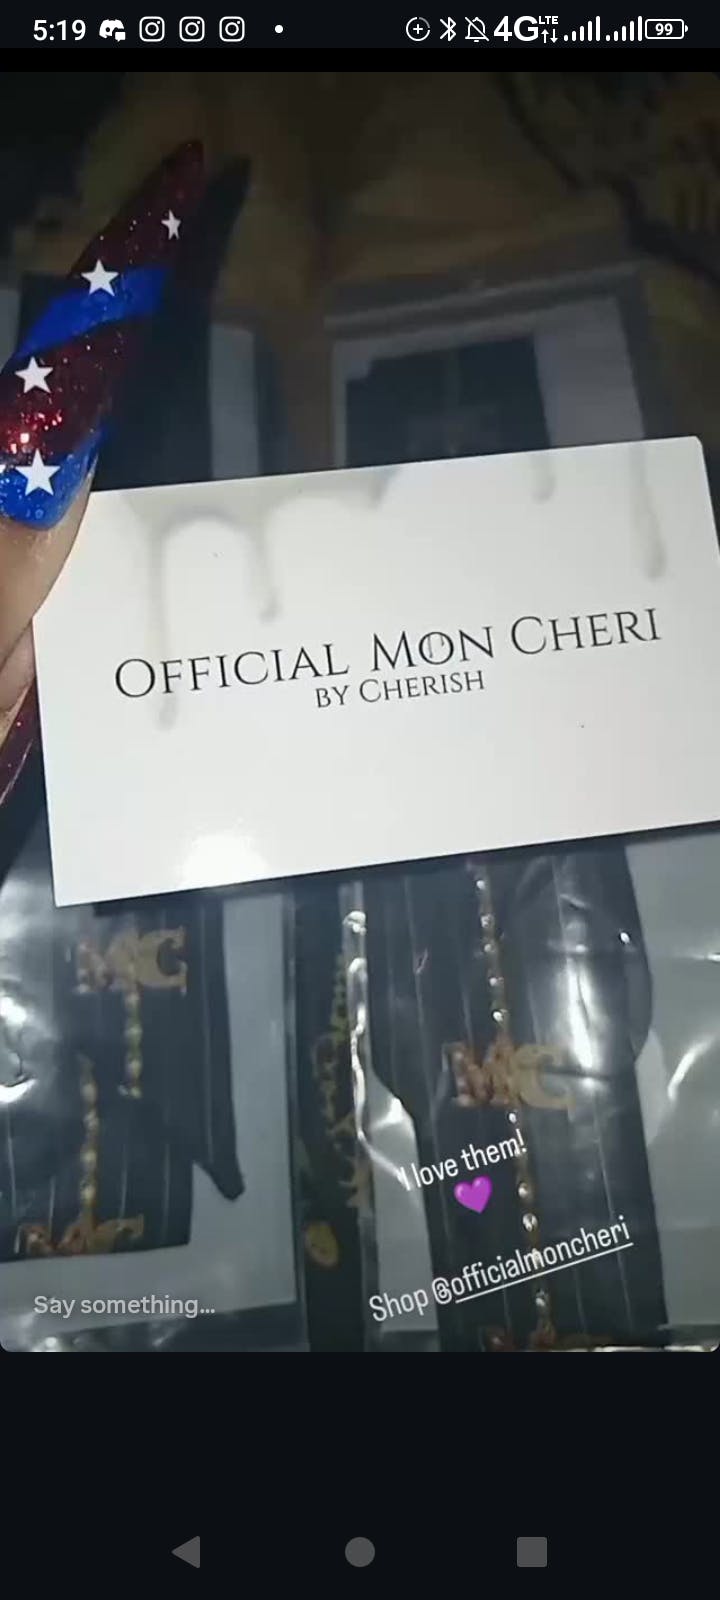 5:19
4G LTE
99
OFFICIAL MON CHERI
BY CHERISH
MC
MC
I love them!
💜
Shop @officialmoncheri
Say something...